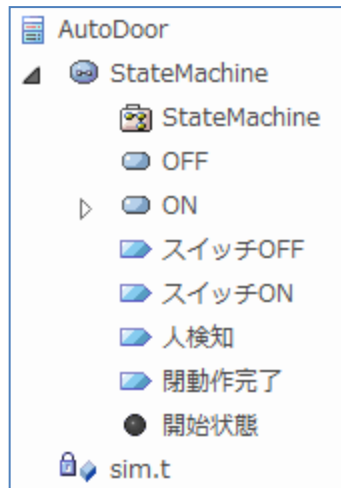 AutoDoor
StateMachine
StateMachine
OFF
ON
スイッチOFF
スイッチON
人検知
閉動作完了
開始状態
sim.t